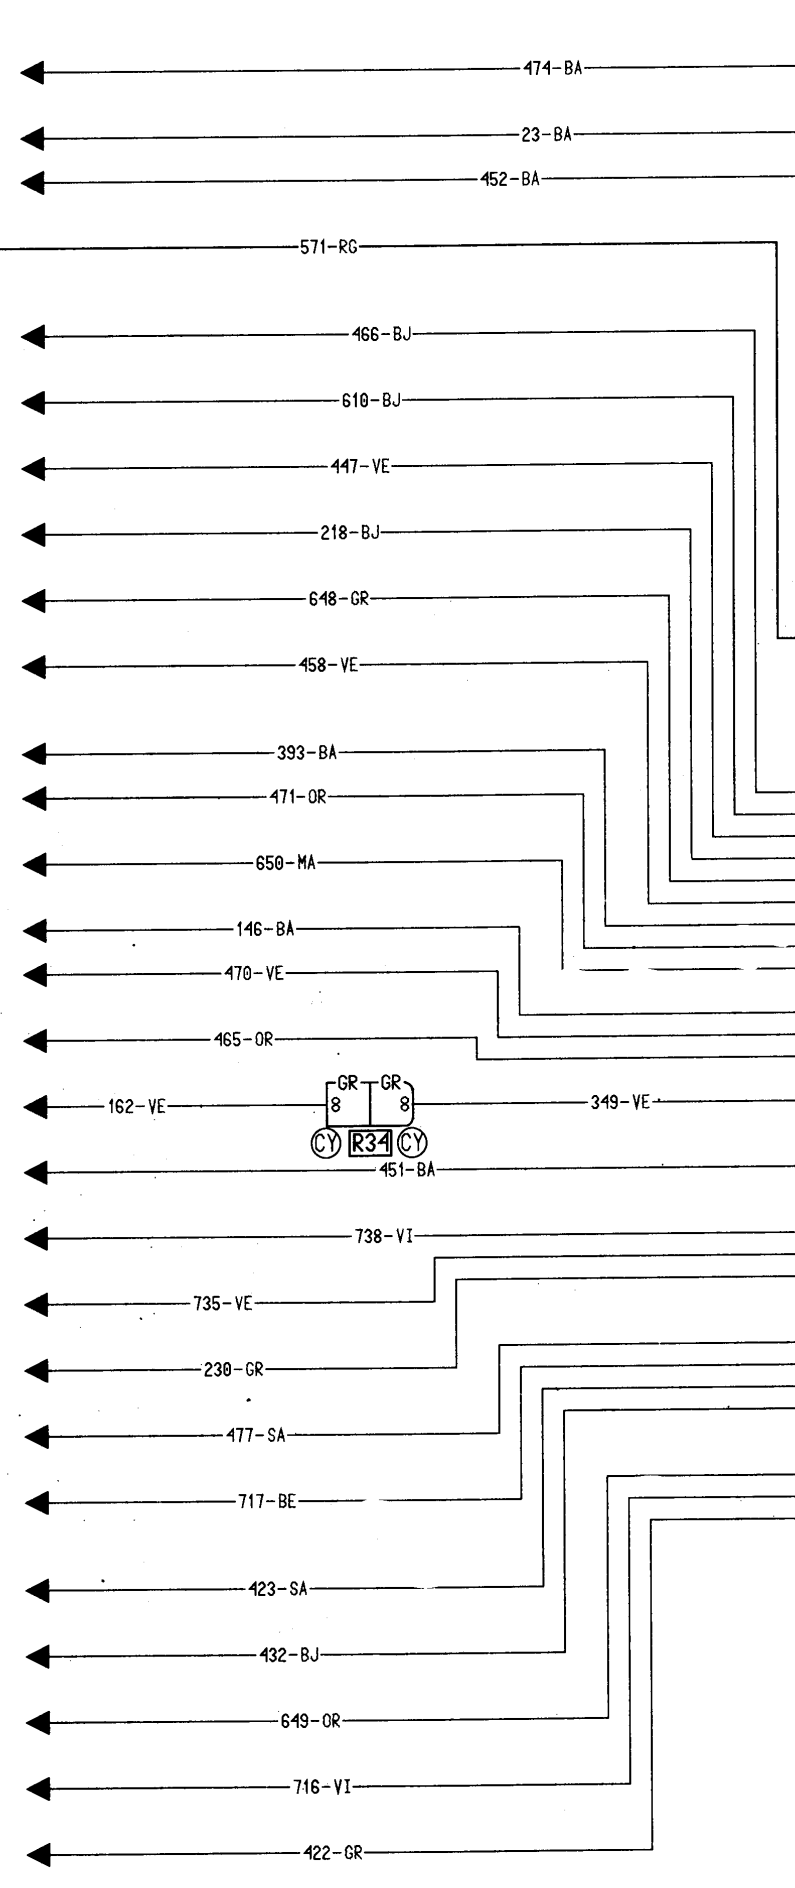 474-BA
23-BA
452-BA
571-RG
466-BJ
610-BJ
447-VE
218-BJ
648-GR
458-VE
393-BA
471-OR
650-MA
146-BA
470-VE
465-OR
GR GR
162-VE 8 8 349-VE
CY R34 CY
451-BA
738-VI
735-VE
230-GR
477-SA
717-BE
423-SA
432-BJ
649-OR
716-VI
422-GR